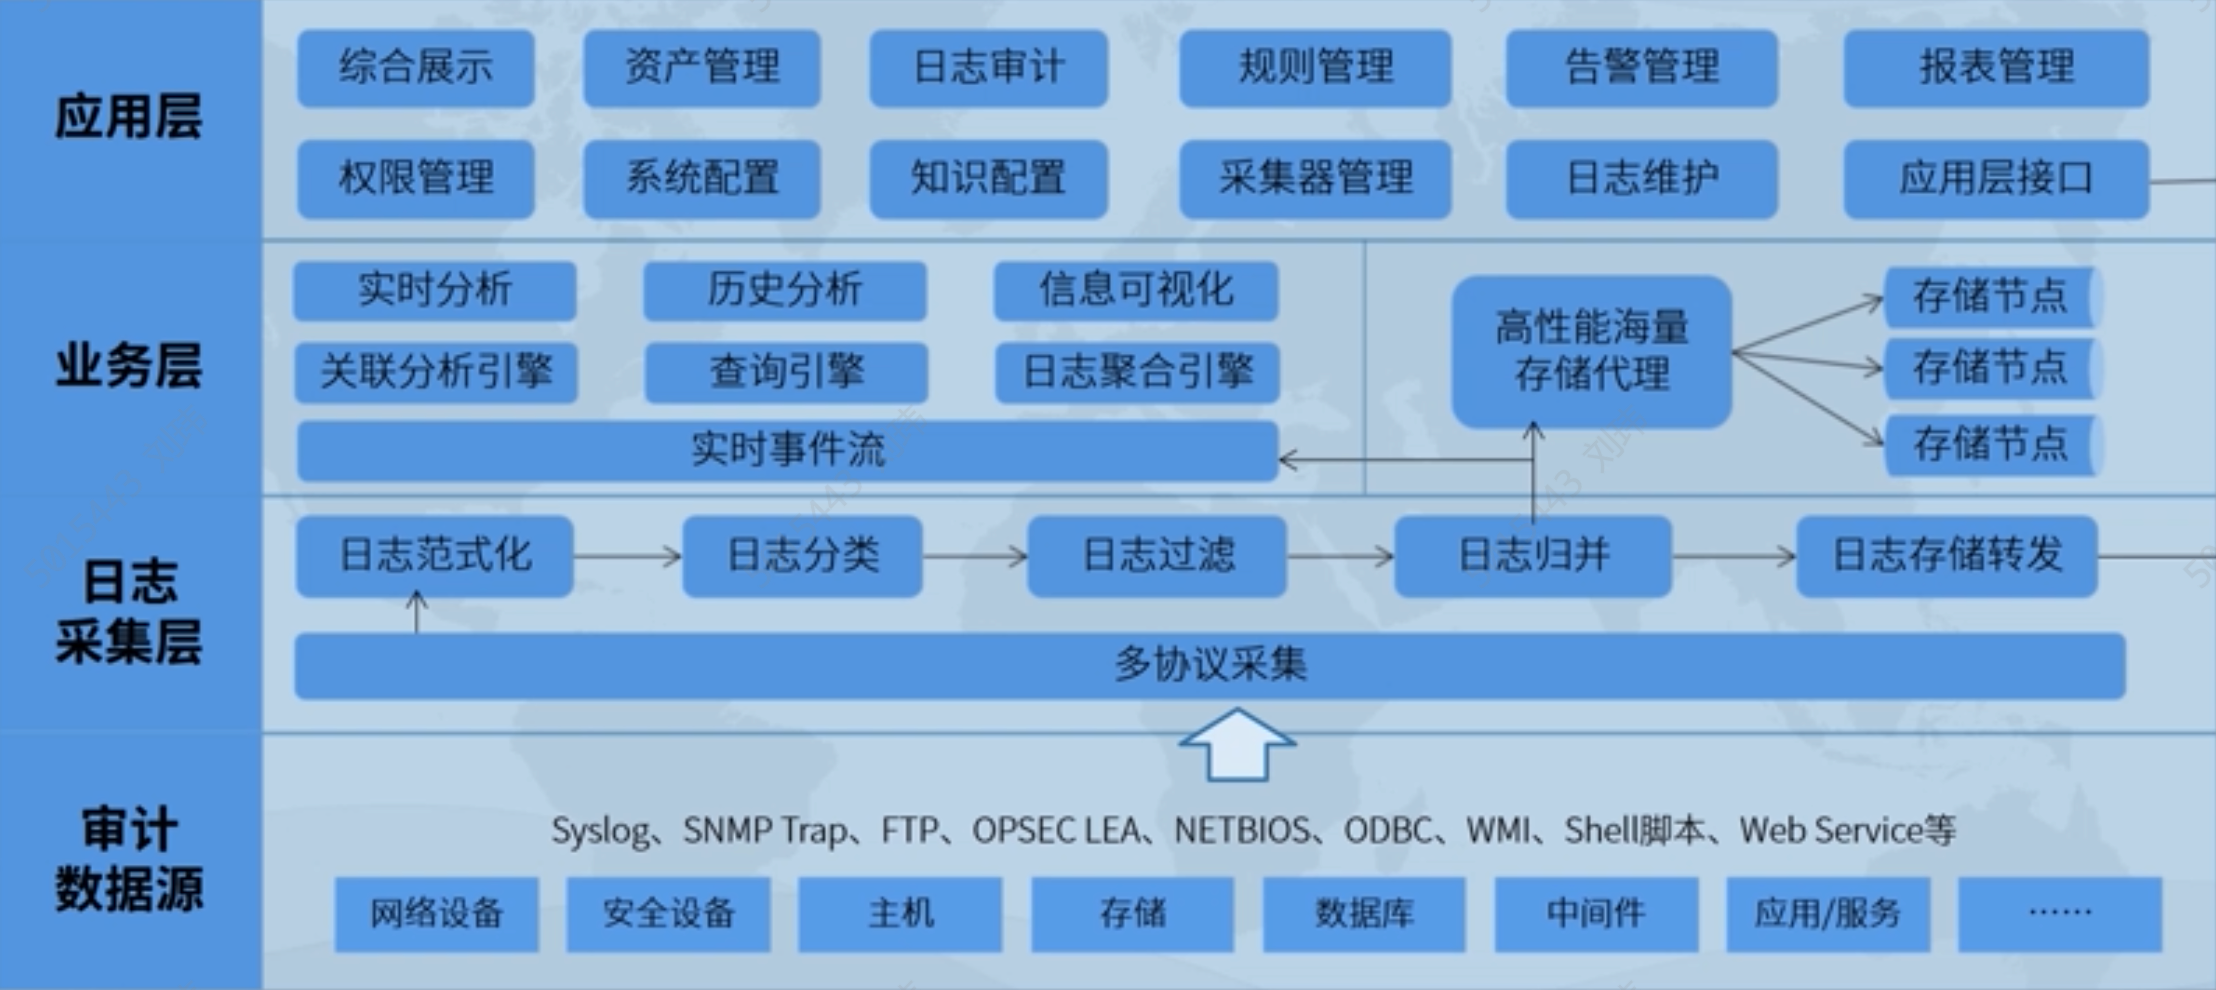 应用层
综合展示
资产管理
日志审计
规则管理
告警管理
报表管理
权限管理
系统配置
知识配置
采集器管理
日志维护
应用层接口
业务层
实时分析
历史分析
信息可视化
关联分析引擎
查询引擎
日志聚合引擎
实时事件流
高性能海量
存储代理
存储节点
存储节点
存储节点
日志
采集层
日志范式化
日志分类
日志过滤
日志归并
日志存储转发
多协议采集
审计
数据源
Syslog、SNMP Trap、FTP、OPSEC LEA、NETBIOS、ODBC、WMI、Shell脚本、Web Service等
网络设备
安全设备
主机
存储
数据库
中间件
应用/服务
……